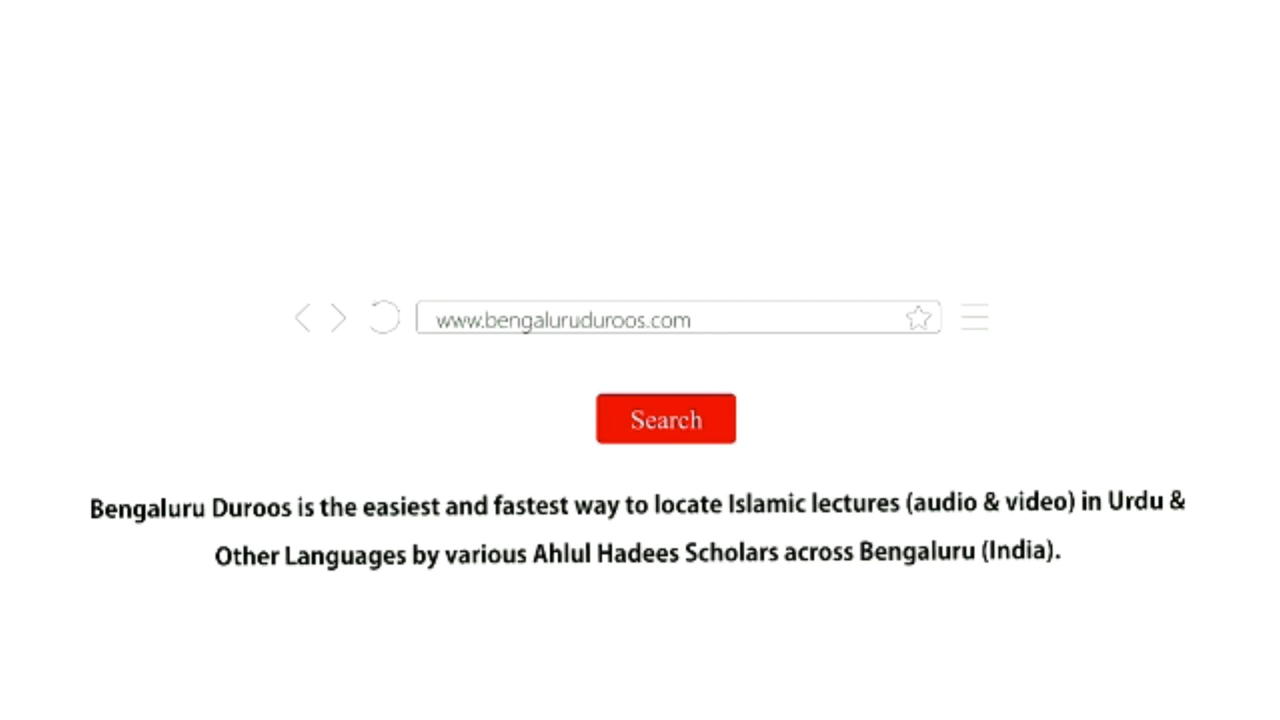 www.bengaluruduroos.com
Search
Bengaluru Duroos is the easiest and fastest way to locate Islamic lectures (audio & video) in Urdu &
Other Languages by various Ahlul Hadees Scholars across Bengaluru (India).